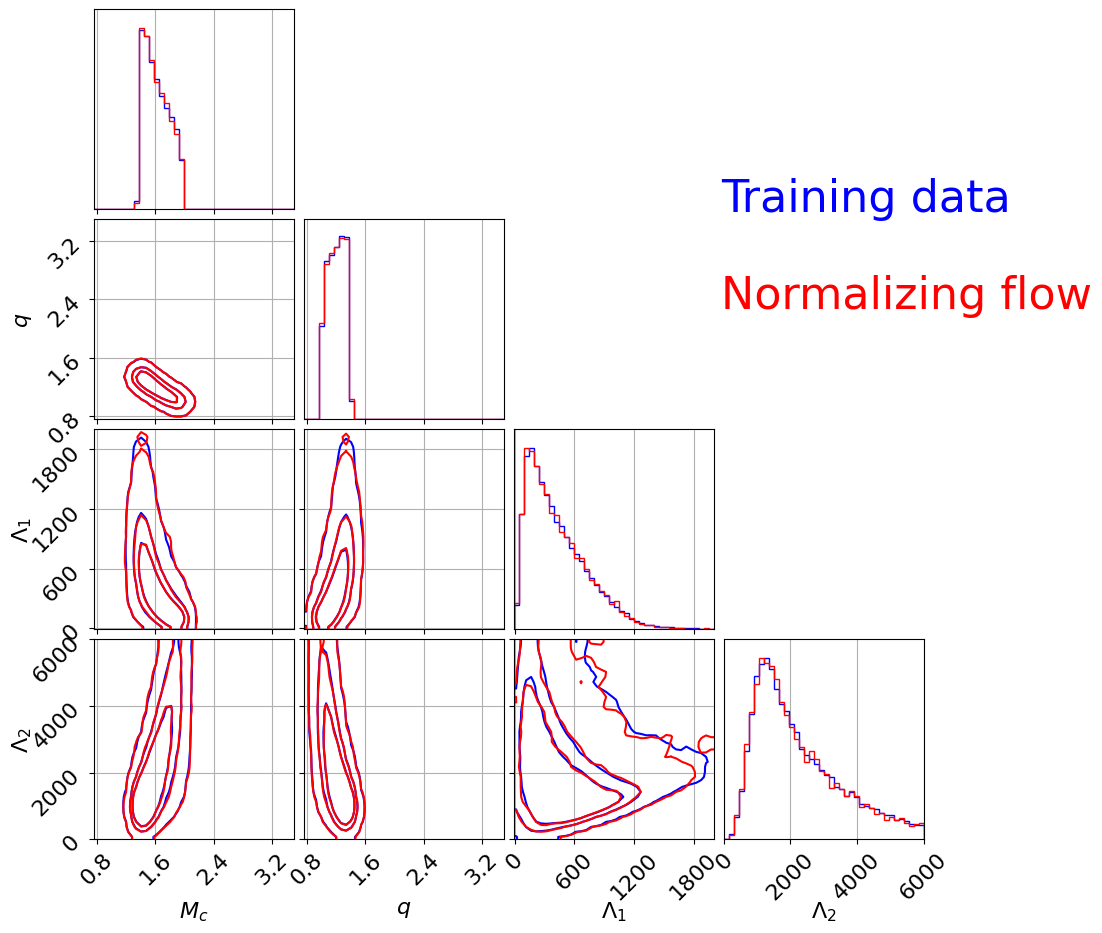 Training data
Normalizing flow
q
3.2
2.4
1.6
0.8
Λ1
1800
1200
600
0
Λ2
6000
4000
2000
0
0.8 1.6 2.4 3.2
0.8 1.6 2.4 3.2
0 600 1200 1800
0 2000 4000 6000
Mc
q
Λ1
Λ2